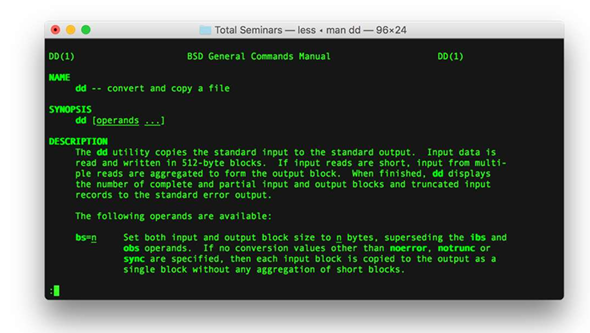 Total Seminars — less ◂ man dd — 96×24
DD(1) BSD General Commands Manual DD(1)
NAME
dd -- convert and copy a file
SYNOPSIS
dd [operands ...]
DESCRIPTION
The dd utility copies the standard input to the standard output.  Input data is
read and written in 512-byte blocks.  If input reads are short, input from multi-
ple reads are aggregated to form the output block.  When finished, dd displays
the number of complete and partial input and output blocks and truncated input
records to the standard error output.
The following operands are available:
bs=n Set both input and output block size to n bytes, superseding the ibs and
obs operands.  If no conversion values other than noerror, notrunc or
sync are specified, then each input block is copied to the output as a
single block without any aggregation of short blocks.
: